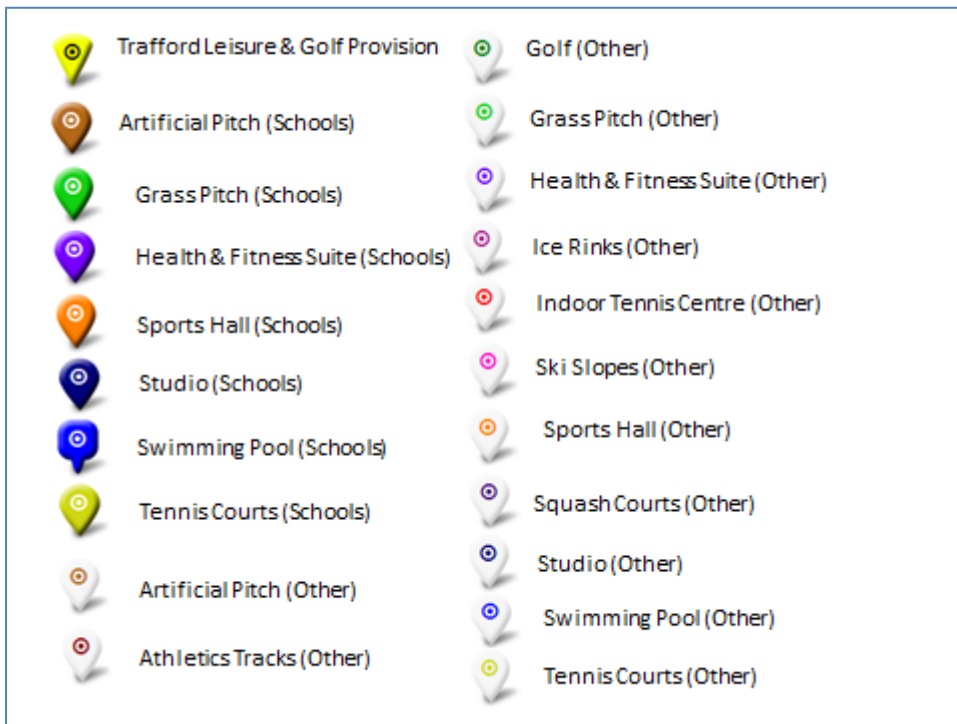 Trafford Leisure & Golf Provision
Artificial Pitch (Schools)
Grass Pitch (Schools)
Health & Fitness Suite (Schools)
Sports Hall (Schools)
Studio (Schools)
Swimming Pool (Schools)
Tennis Courts (Schools)
Artificial Pitch (Other)
Athletics Tracks (Other)
Golf (Other)
Grass Pitch (Other)
Health & Fitness Suite (Other)
Ice Rinks (Other)
Indoor Tennis Centre (Other)
Ski Slopes (Other)
Sports Hall (Other)
Squash Courts (Other)
Studio (Other)
Swimming Pool (Other)
Tennis Courts (Other)